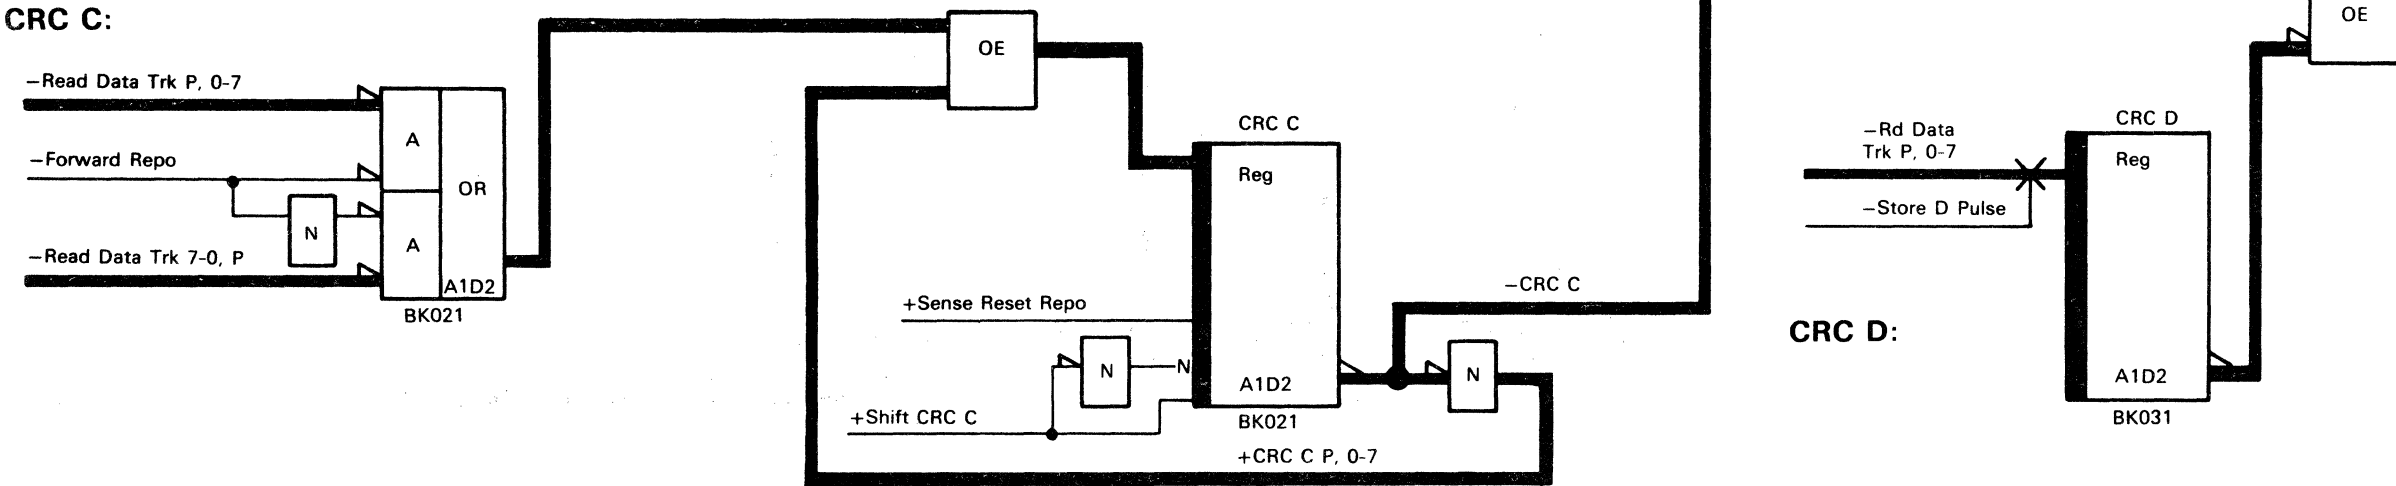 CRC C:
–Read Data Trk P, 0-7
–Forward Repo
–Read Data Trk 7-0, P
A
A
N
OR
A1D2
BK021
OE
CRC C
Reg
+Sense Reset Repo
N
N
+Shift CRC C
A1D2
BK021
+CRC C P, 0-7
–CRC C
N
OE
CRC D
–Rd Data
Trk P, 0-7
–Store D Pulse
Reg
CRC D:
A1D2
BK031